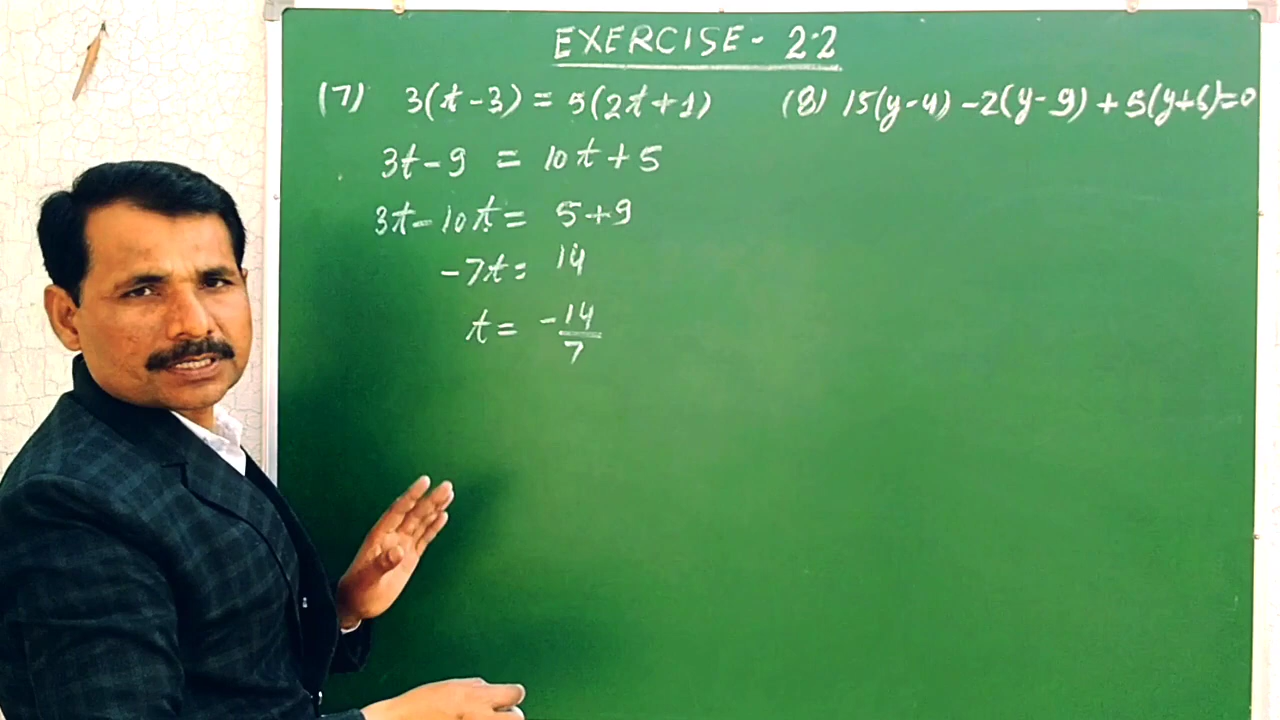 EXERCISE - 2.2
(7) 3(t-3) = 5(2t+1)
3t-9 = 10t+5
3t-10t = 5+9
-7t = 14
t = -14/7
(8) 15(y-4) -2(y-9) + 5(y+6)=0